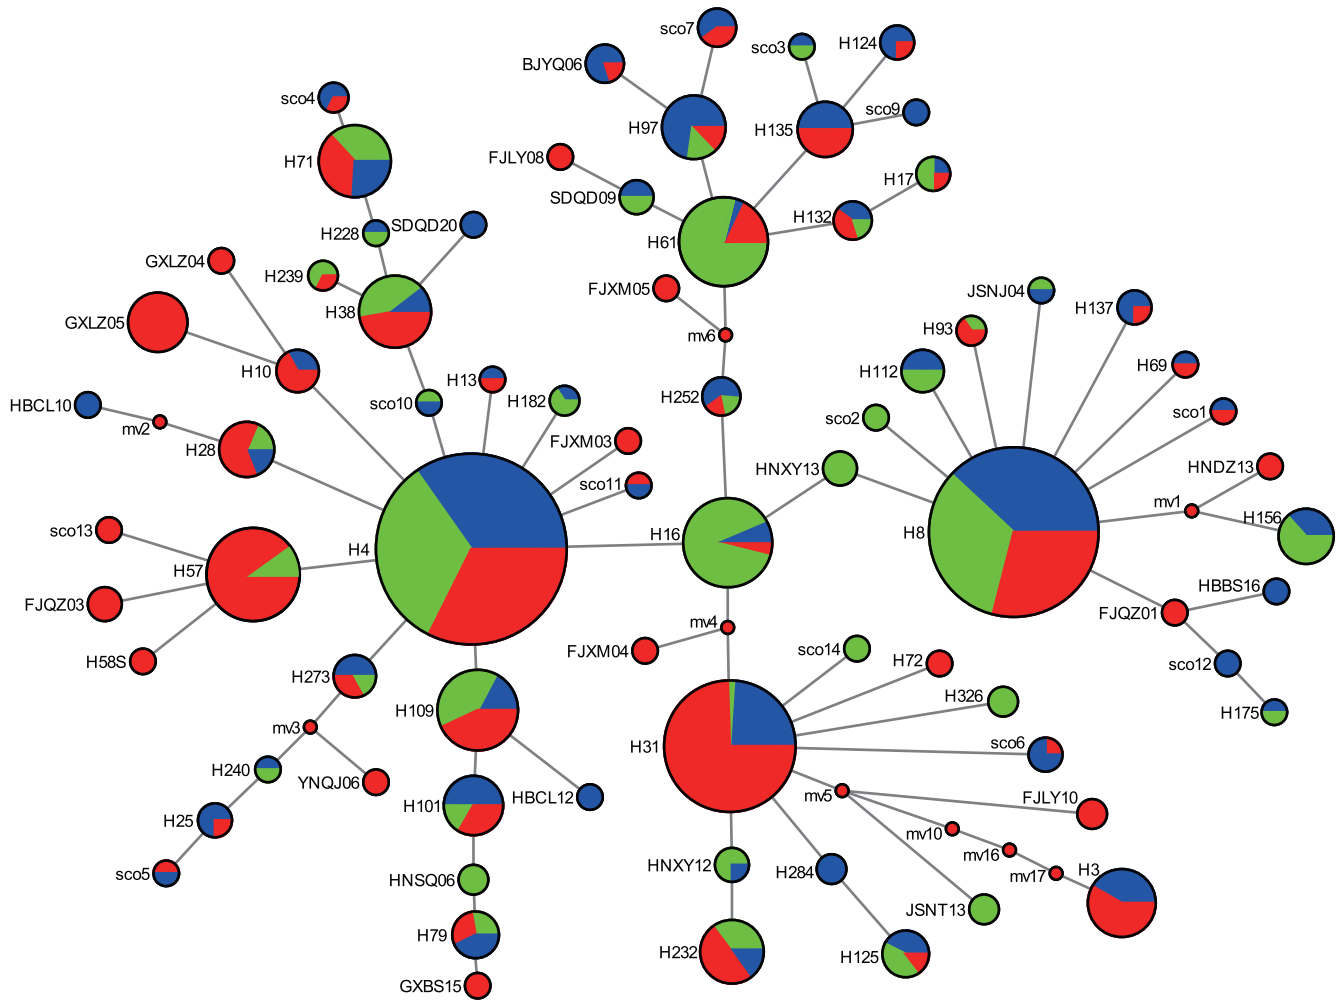 sco7
sco3
H124
BJYQ06
sco4
sco9
H97
H135
FJLY08
H71
H17
SDQD09
H132
SDQD20
H228
H61
GXLZ04
H239
FJXM05
JSNJ04
H137
H38
GXLZ05
H93
mv6
H69
H10
H112
H13
sco10
H182
H252
HBCL10
sco2
sco1
mv2
FJXM03
H28
HNXY13
HNDZ13
sco11
mv1
H156
sco13
H16
H8
H4
H57
HBBS16
FJQZ03
FJQZ01
mv4
H58S
FJXM04
sco14
H72
sco12
H273
H326
H109
H175
mv3
H31
sco6
H240
YNQJ06
HBCL12
mv5
FJLY10
H101
H25
mv10
mv16
HNXY12
H284
H3
sco5
HNSQ06
mv17
JSNT13
H79
H232
H125
GXBS15